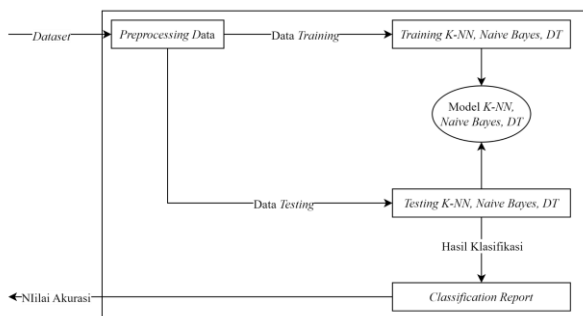 Dataset
Preprocessing Data
Data Training
Training K-NN, Naive Bayes, DT
Model K-NN,
Naive Bayes,
DT
Data Testing
Testing K-NN, Naive Bayes, DT
Hasil Klasifikasi
NIilai Akurasi
Classification Report